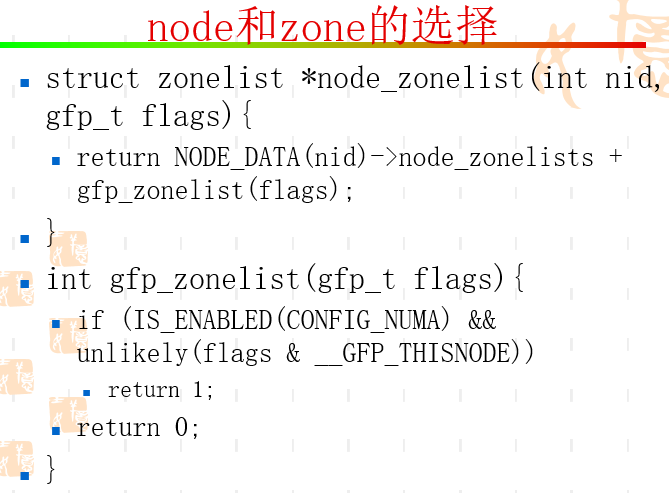 node和zone的选择
struct zonelist *node_zonelist(int nid,
gfp_t flags){
return NODE_DATA(nid)->node_zonelists +
gfp_zonelist(flags);
}
int gfp_zonelist(gfp_t flags){
if (IS_ENABLED(CONFIG_NUMA) &&
unlikely(flags & __GFP_THISNODE))
return 1;
return 0;
}